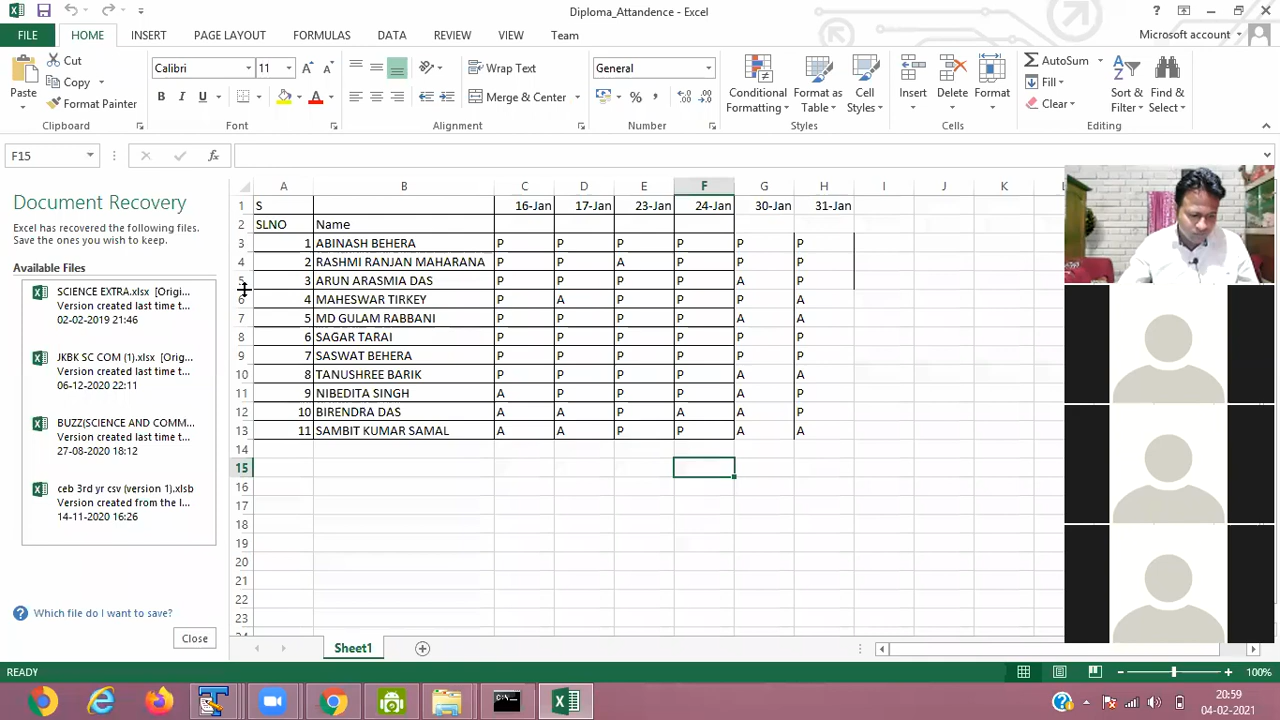 Diploma_Attandence - Excel
FILE HOME INSERT PAGE LAYOUT FORMULAS DATA REVIEW VIEW Team
Microsoft account
Paste
Cut
Copy
Format Painter
Calibri 11
B I U
Wrap Text
Merge & Center
General
Conditional Formatting
Format as Table
Cell Styles
Insert
Delete
Format
AutoSum
Fill
Clear
Sort & Filter
Find & Select
Clipboard Font Alignment Number Styles Cells Editing
F15
Document Recovery
Excel has recovered the following files.
Save the ones you wish to keep.
Available Files
SCIENCE EXTRA.xlsx [Origi...
Version created last time t...
02-02-2019 21:46
JKBK SC COM (1).xlsx [Orig...
Version created last time t...
06-12-2020 22:11
BUZZ(SCIENCE AND COMM...
Version created last time t...
27-08-2020 18:12
ceb 3rd yr csv (version 1).xlsb
Version created from the l...
14-11-2020 16:26
Which file do I want to save?
Close
A B C D E F G H I J K L
1 S 16-Jan 17-Jan 23-Jan 24-Jan 30-Jan 31-Jan
2 SLNO Name
3 1 ABINASH BEHERA P P P P P P
4 2 RASHMI RANJAN MAHARANA P P A P P P
5 3 ARUN ARASMIA DAS P P P P A P
6 4 MAHESWAR TIRKEY P A P P P A
7 5 MD GULAM RABBANI P P P P A A
8 6 SAGAR TARAI P P P P P P
9 7 SASWAT BEHERA P P P P A P
10 8 TANUSHREE BARIK P P P P A A
11 9 NIBEDITA SINGH A P P P A P
12 10 BIRENDRA DAS A A P A A P
13 11 SAMBIT KUMAR SAMAL A A P P A A
14
15
16
17
18
19
20
21
22
23
Sheet1
READY
100%
20:59
04-02-2021